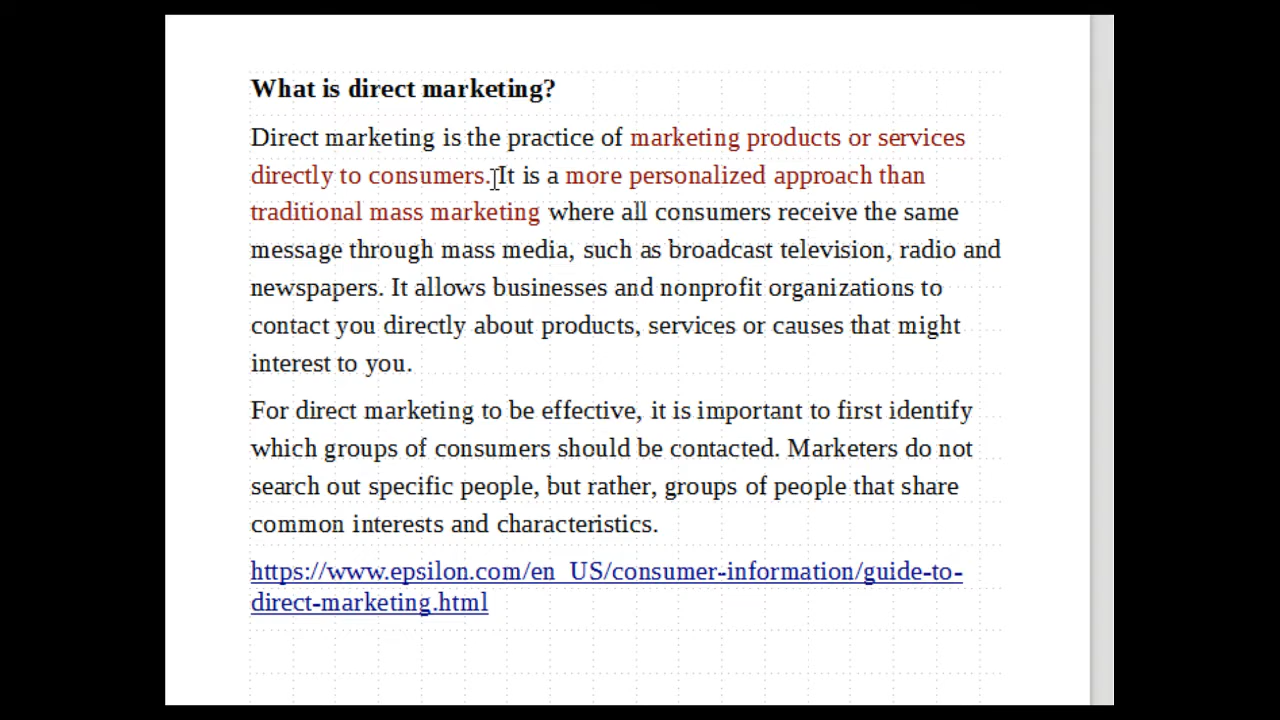 What is direct marketing?
Direct marketing is the practice of marketing products or services
directly to consumers. It is a more personalized approach than
traditional mass marketing where all consumers receive the same
message through mass media, such as broadcast television, radio and
newspapers. It allows businesses and nonprofit organizations to
contact you directly about products, services or causes that might
interest to you.
For direct marketing to be effective, it is important to first identify
which groups of consumers should be contacted. Marketers do not
search out specific people, but rather, groups of people that share
common interests and characteristics.
https://www.epsilon.com/en_US/consumer-information/guide-to-
direct-marketing.html